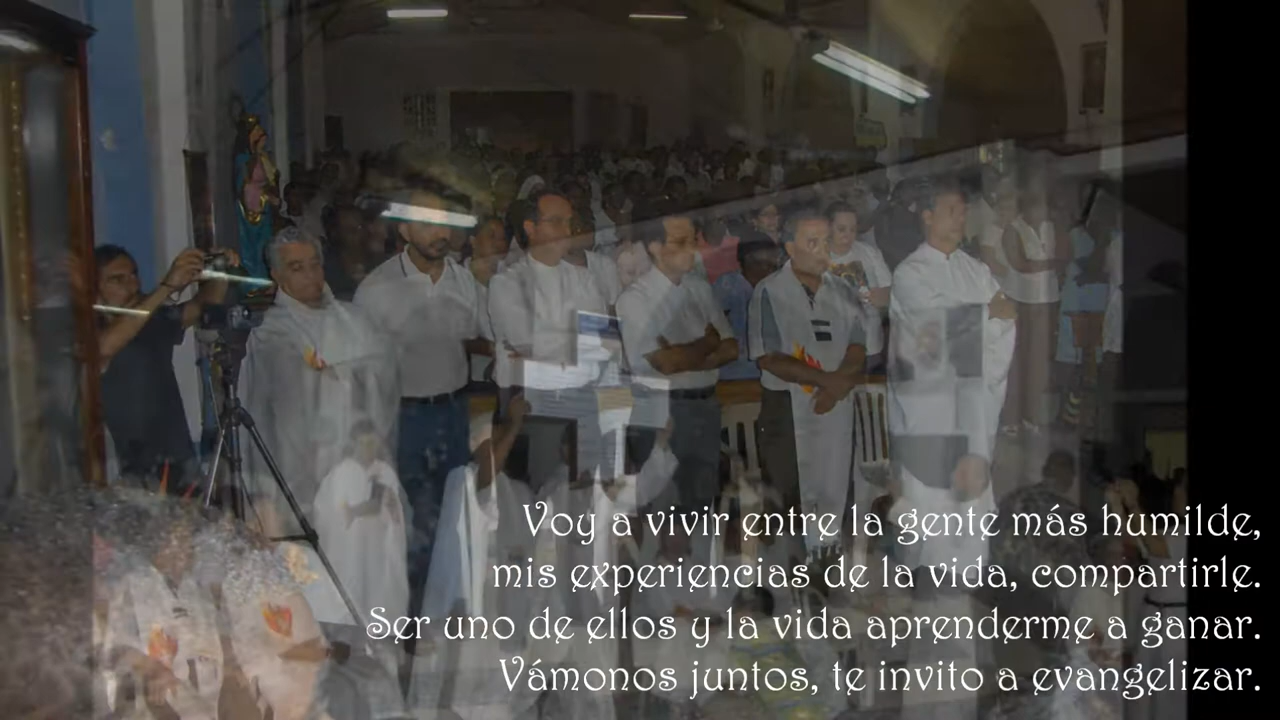 Voy a vivir entre la gente más humilde,
mis experiencias de la vida, compartirle.
Ser uno de ellos y la vida aprenderme a ganar.
Vámonos juntos, te invito a evangelizar.